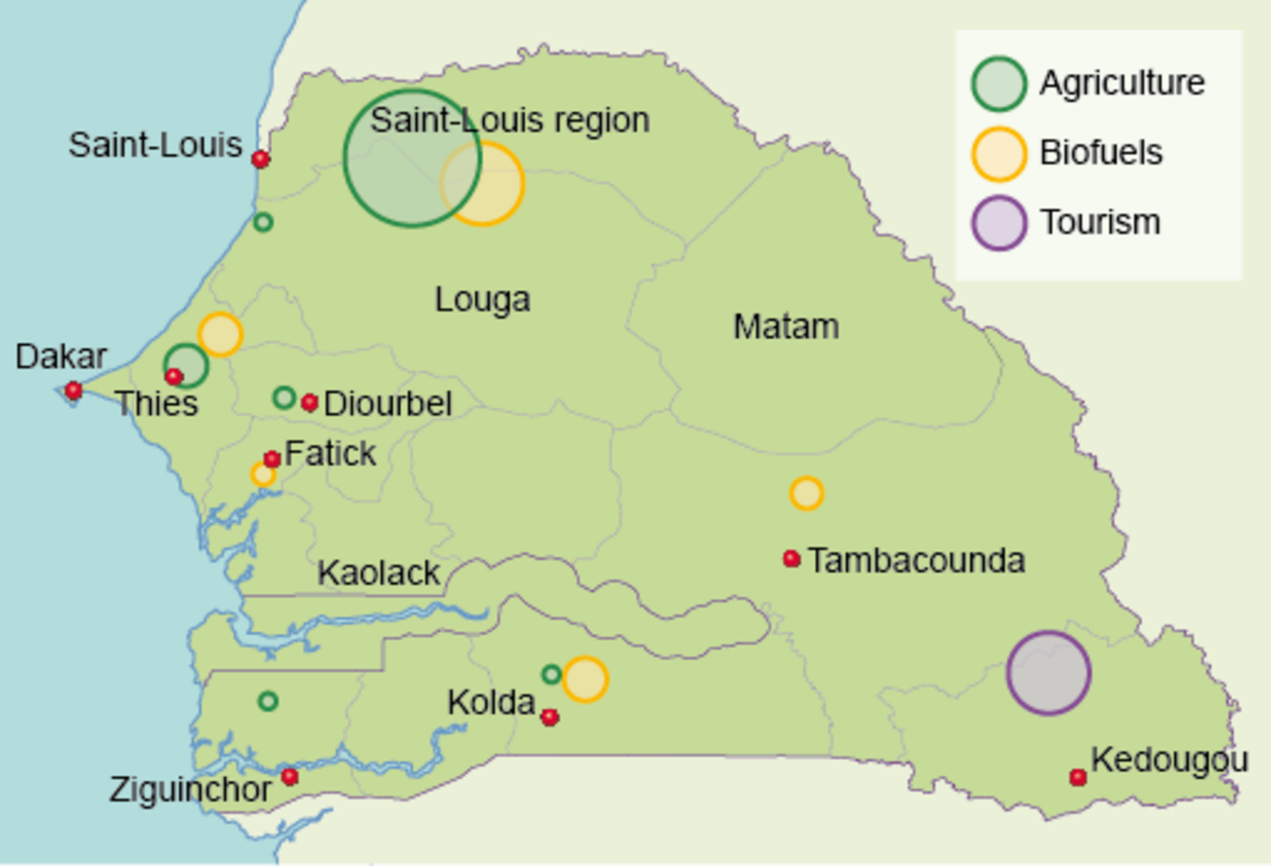 Saint-Louis region
Saint-Louis
Louga
Matam
Dakar
Thies
Diourbel
Fatick
Kaolack
Tambacounda
Kolda
Ziguinchor
Kedougou
Agriculture
Biofuels
Tourism